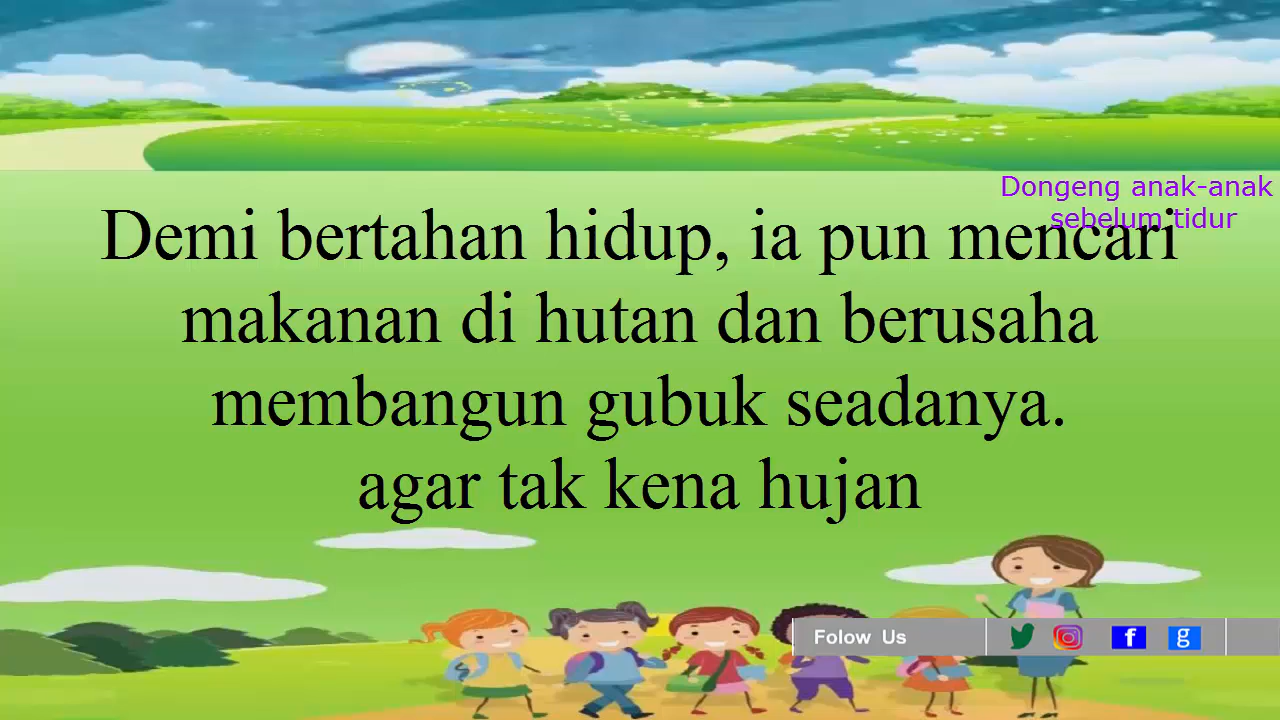 Dongeng anak-anak
sebelum tidur
Demi bertahan hidup, ia pun mencari
makanan di hutan dan berusaha
membangun gubuk seadanya.
agar tak kena hujan
Folow Us